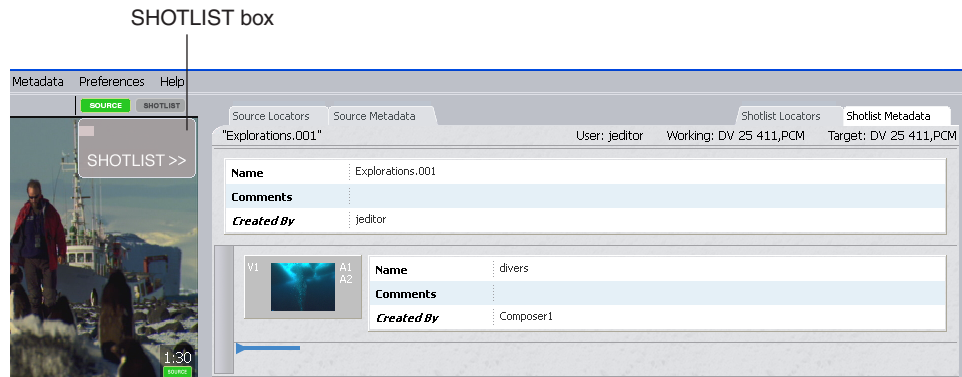 SHOTLIST box
Metadata Preferences Help
SOURCE SHOTLIST
Source Locators Source Metadata Shotlist Locators Shotlist Metadata
"Explorations.001" User: jeditor Working: DV 25 411,PCM Target: DV 25 411,PCM
SHOTLIST >>
Name Explorations.001
Comments
Created By jeditor
V1 A1
A2
Name divers
Comments
Created By Composer1
1:30
SOURCE